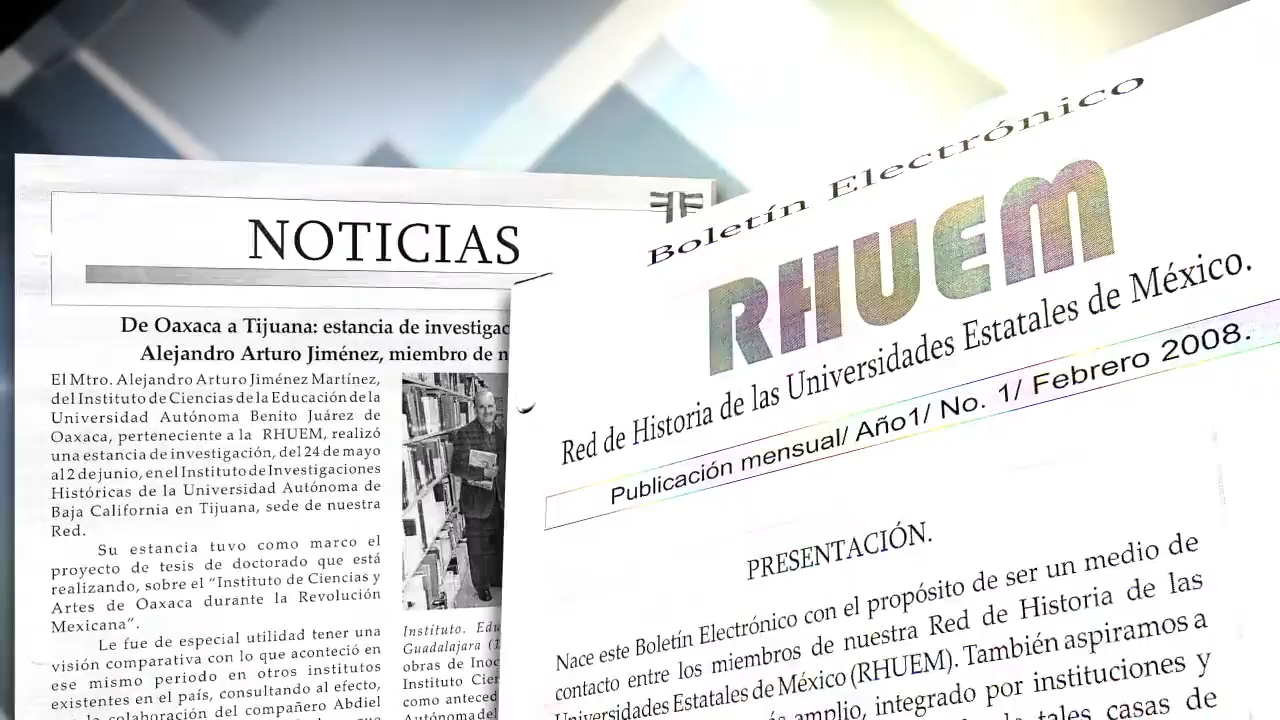 NOTICIAS
De Oaxaca a Tijuana: estancia de
Alejandro Arturo Jiménez, miembro de
El Mtro. Alejandro Arturo Jiménez Martínez,
del Instituto de Ciencias de la Educación de la
Universidad Autónoma Benito Juárez de
Oaxaca, perteneciente a la RHUEM, realizó
una estancia de investigación, del 24 de mayo
al 2 de junio, en el Instituto de Investigaciones
Históricas de la Universidad Autónoma de
Baja California en Tijuana, sede de nuestra
Red.
Su estancia tuvo como marco el
proyecto de tesis de doctorado que está
realizando, sobre el "Instituto de Ciencias y
Artes de Oaxaca durante la Revolución
Mexicana".
Le fue de especial utilidad tener una
visión comparativa con lo que aconteció en
ese mismo periodo en otros institutos
existentes en el país, consultando al efecto,
colaboración del compañero Abdiel
Instituto.
Guadalajara
obras de
Instituto
como
Boletín Electrónico
RHUEM
Red de Historia de las Universidades Estatales de México.
Publicación mensual/ Año1/ No. 1/ Febrero 2008.
PRESENTACIÓN.
Nace este Boletín Electrónico con el propósito de ser un medio de
contacto entre los miembros de nuestra Red de Historia de las
Universidades Estatales de México (RHUEM). También aspiramos a
amplio, integrado por instituciones y
tales casas de